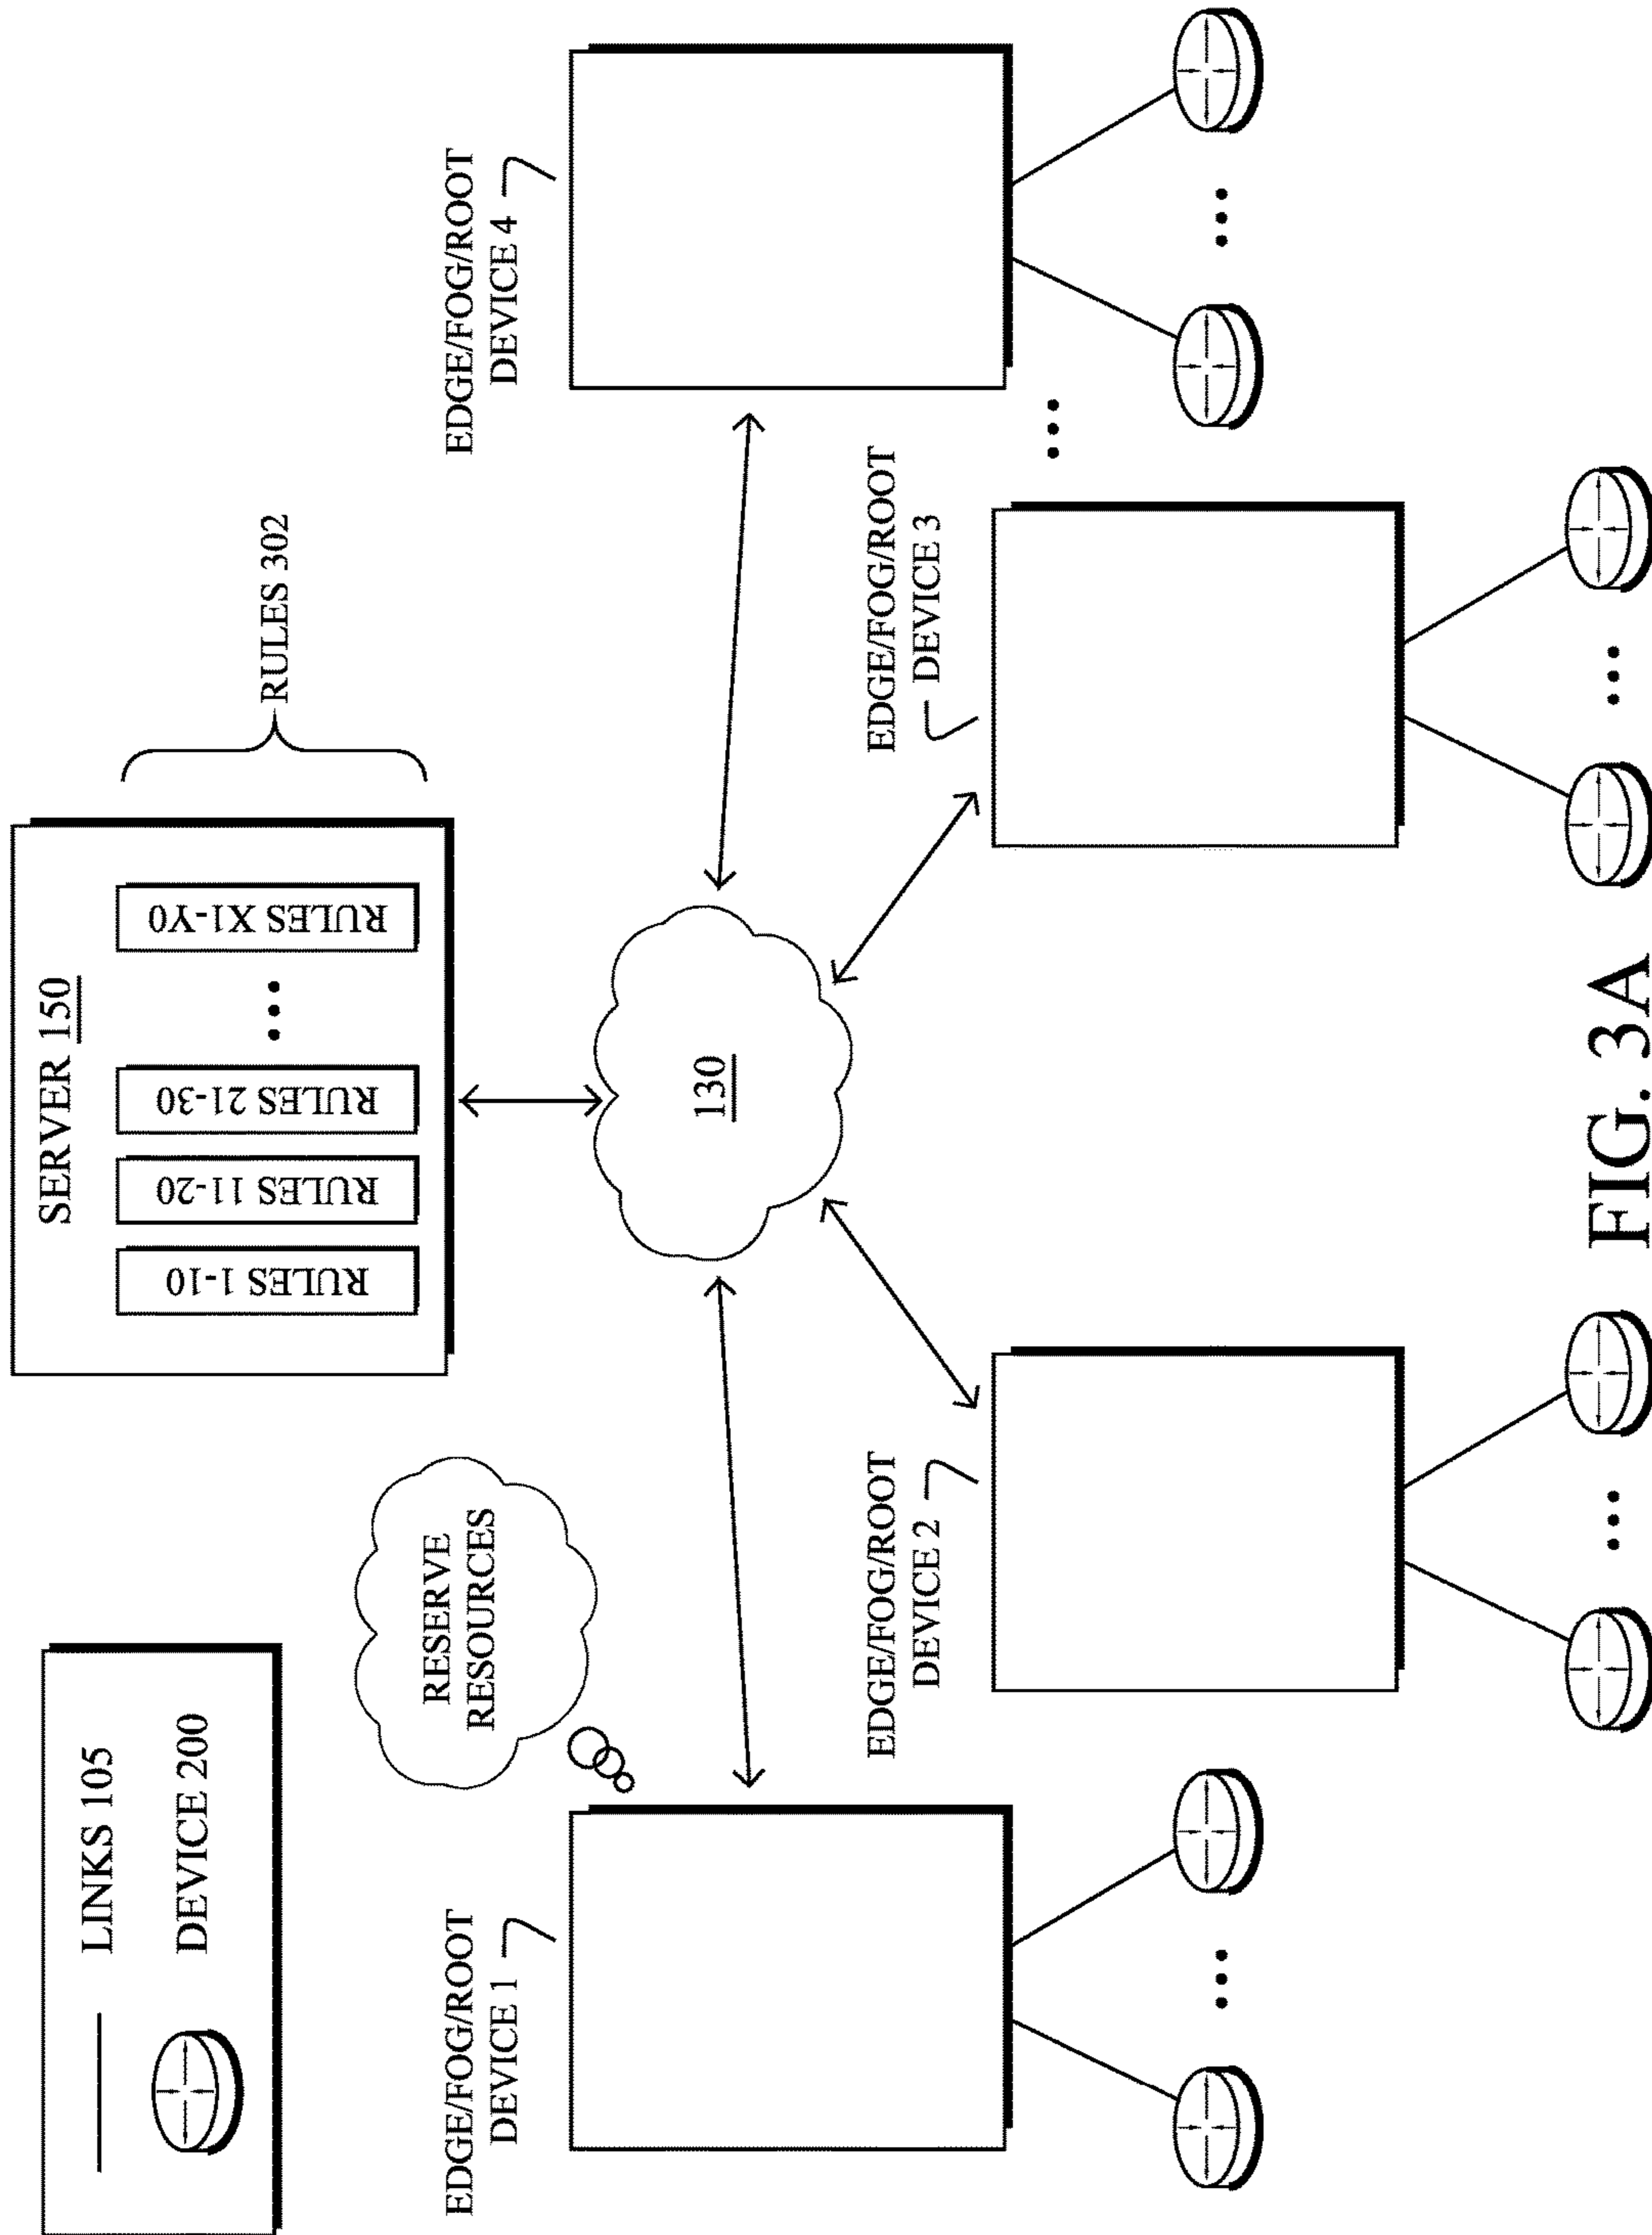 LINKS 105
DEVICE 200
SERVER 150
RULES 1-10
RULES 11-20
RULES 21-30
...
RULES X1-Y0
RULES 302
RESERVE
RESOURCES
130
EDGE/FOG/ROOT
DEVICE 1
...
EDGE/FOG/ROOT
DEVICE 2
...
EDGE/FOG/ROOT
DEVICE 3
...
...
EDGE/FOG/ROOT
DEVICE 4
...
FIG. 3A